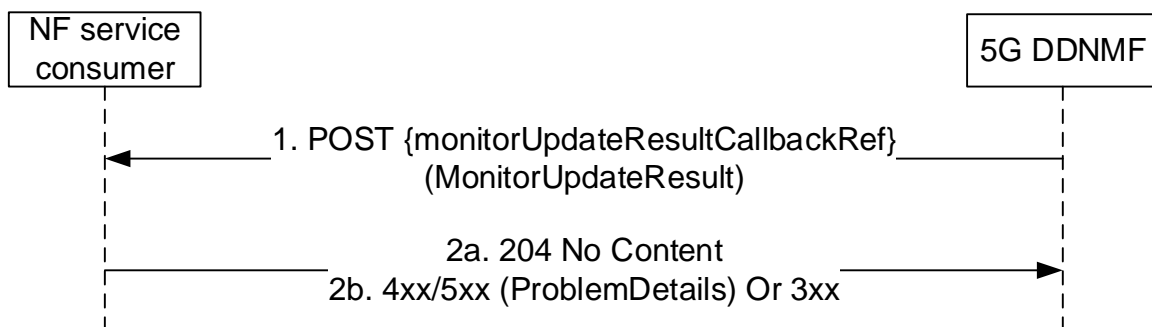 NF service
consumer
5G DDNMF
1. POST {monitorUpdateResultCallbackRef}
(MonitorUpdateResult)
2a. 204 No Content
2b. 4xx/5xx (ProblemDetails) Or 3xx